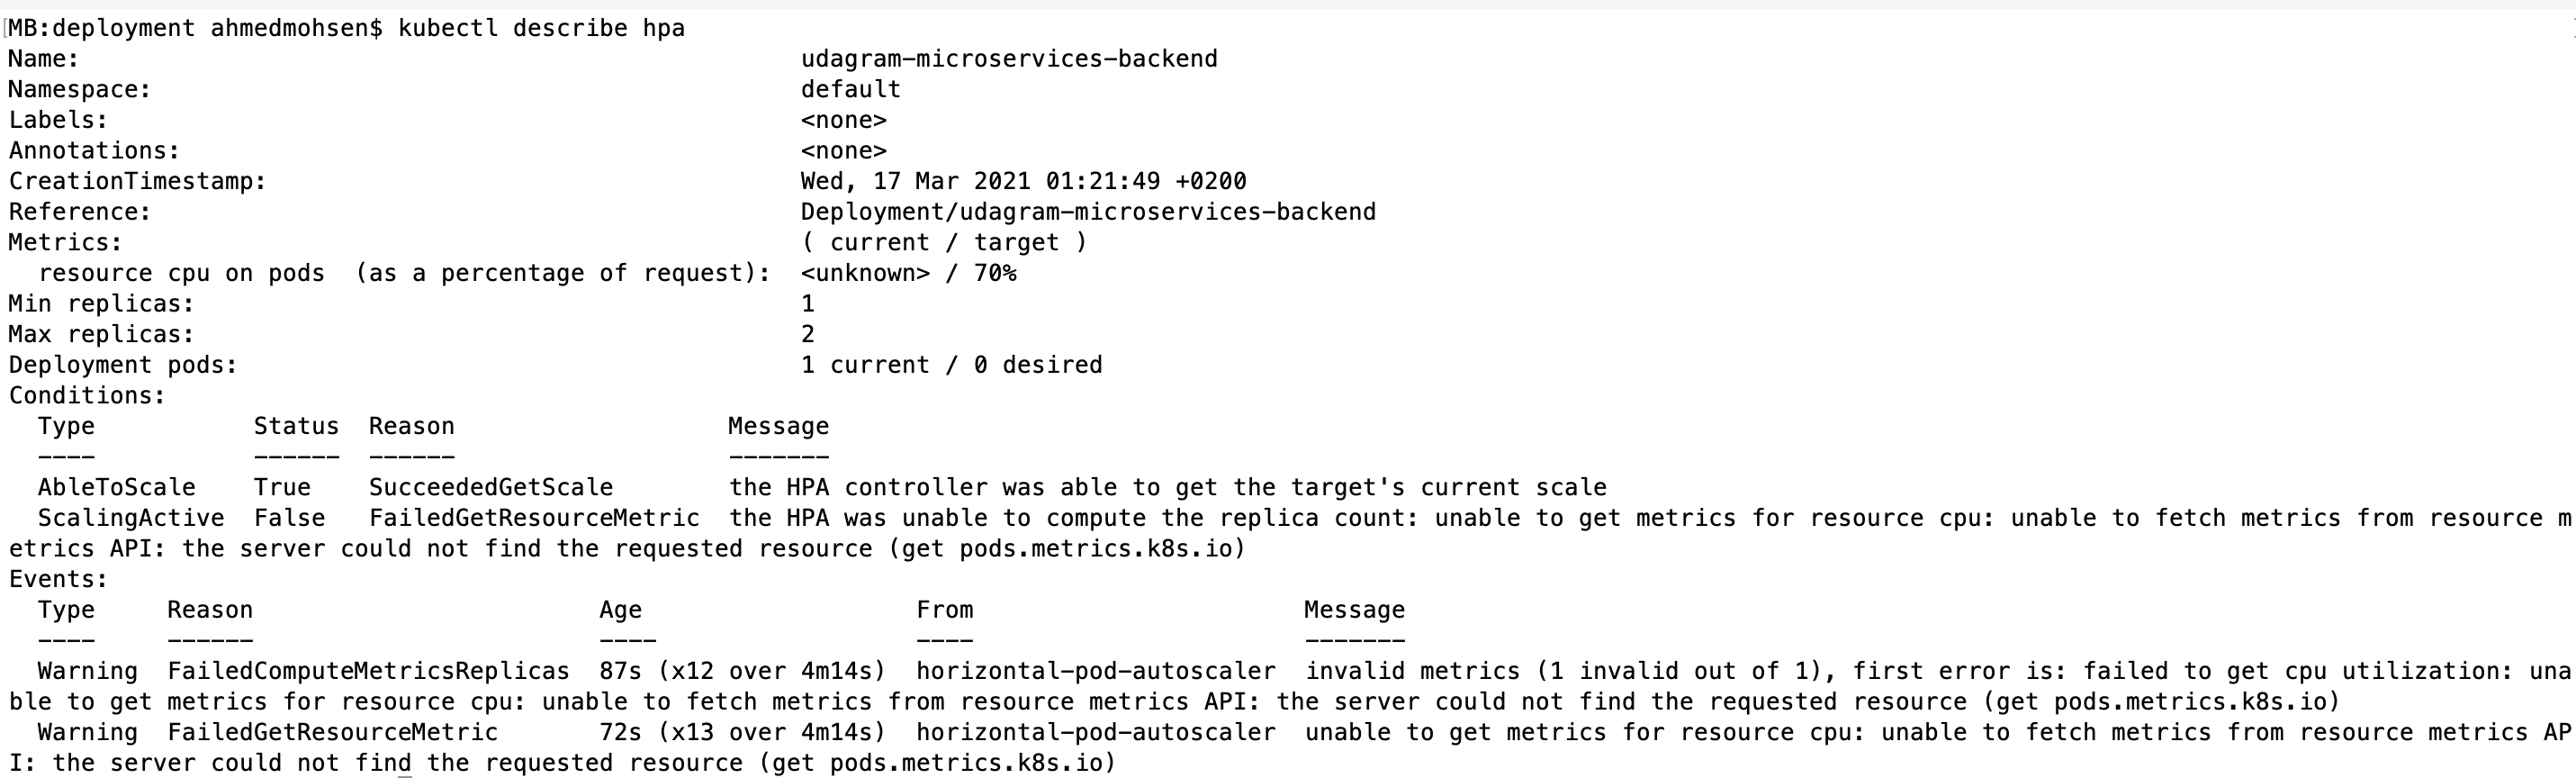 MB:deployment ahmedmohsen$ kubectl describe hpa
Name:                                                  udagram-microservices-backend
Namespace:                                             default
Labels:                                                <none>
Annotations:                                           <none>
CreationTimestamp:                                     Wed, 17 Mar 2021 01:21:49 +0200
Reference:                                             Deployment/udagram-microservices-backend
Metrics:                                               ( current / target )
  resource cpu on pods  (as a percentage of request):  <unknown> / 70%
Min replicas:                                          1
Max replicas:                                          2
Deployment pods:                                       1 current / 0 desired
Conditions:
  Type           Status  Reason                   Message
  ----           ------  ------                   -------
  AbleToScale    True    SucceededGetScale        the HPA controller was able to get the target's current scale
  ScalingActive  False   FailedGetResourceMetric  the HPA was unable to compute the replica count: unable to get metrics for resource cpu: unable to fetch metrics from resource m
etrics API: the server could not find the requested resource (get pods.metrics.k8s.io)
Events:
  Type     Reason                        Age                   From                       Message
  ----     ------                        ----                  ----                       -------
  Warning  FailedComputeMetricsReplicas  87s (x12 over 4m14s)  horizontal-pod-autoscaler  invalid metrics (1 invalid out of 1), first error is: failed to get cpu utilization: una
ble to get metrics for resource cpu: unable to fetch metrics from resource metrics API: the server could not find the requested resource (get pods.metrics.k8s.io)
  Warning  FailedGetResourceMetric       72s (x13 over 4m14s)  horizontal-pod-autoscaler  unable to get metrics for resource cpu: unable to fetch metrics from resource metrics AP
I: the server could not find the requested resource (get pods.metrics.k8s.io)